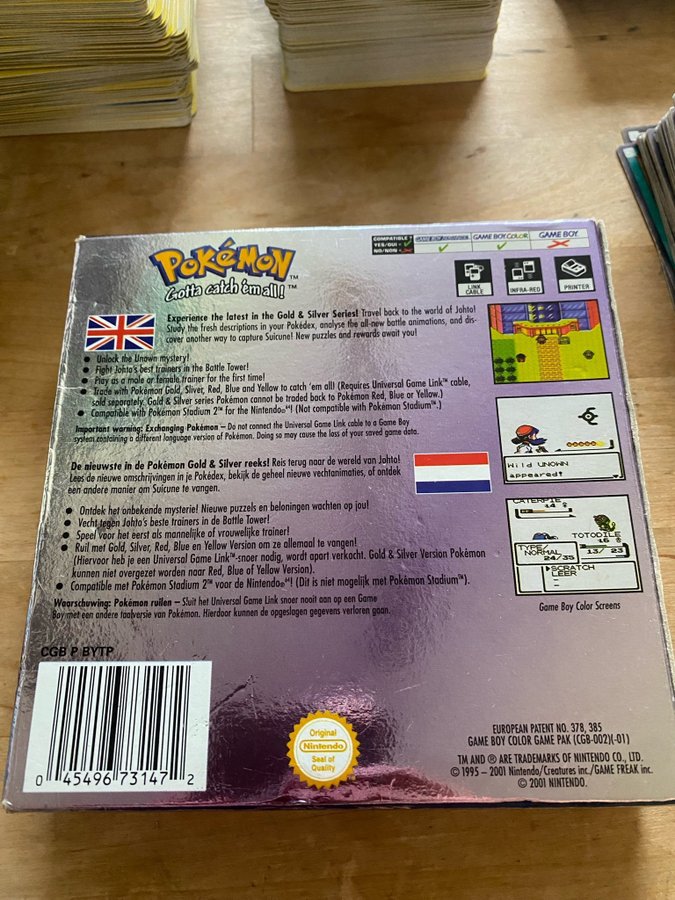 POKéMON™
Gotta catch 'em all!™
COMPATIBLE •
YES/OUI • ✓
NO/NON • ✗
GAME BOY ADVANCE
GAME BOY COLOR
GAME BOY
LINK CABLE
INFRA-RED
PRINTER
Experience the latest in the Gold & Silver Series! Travel back to the world of Johto!
Study the fresh descriptions in your Pokédex, analyse the all-new battle animations, and dis-
cover another way to capture Suicune! New puzzles and rewards await you!
• Unlock the Unown mystery!
• Fight Johto's best trainers in the Battle Tower!
• Play as a male or female trainer for the first time!
• Trade with Pokémon Gold, Silver, Red, Blue and Yellow to catch 'em all! (Requires Universal Game Link™ cable,
sold separately. Gold & Silver series Pokémon cannot be traded back to Pokémon Red, Blue or Yellow.)
• Compatible with Pokémon Stadium 2™ for the Nintendo⁶⁴! (Not compatible with Pokémon Stadium™.)
Important warning: Exchanging Pokémon – Do not connect the Universal Game Link cable to a Game Boy
system containing a different language version of Pokémon. Doing so may cause the loss of your saved game data.
De nieuwste in de Pokémon Gold & Silver reeks! Reis terug naar de wereld van Johto!
Lees de nieuwe omschrijvingen in je Pokédex, bekijk de geheel nieuwe vechtanimaties, of ontdek
een andere manier om Suicune te vangen.
• Ontdek het onbekende mysterie! Nieuwe puzzels en beloningen wachten op jou!
• Vecht tegen Johto's beste trainers in de Battle Tower!
• Speel voor het eerst als mannelijke of vrouwelijke trainer!
• Ruil met Gold, Silver, Red, Blue en Yellow Version om ze allemaal te vangen!
(Hiervoor heb je een Universal Game Link™-snoer nodig, wordt apart verkocht. Gold & Silver Version Pokémon
kunnen niet overgezet worden naar Red, Blue of Yellow Version).
• Compatible met Pokémon Stadium 2™ voor de Nintendo⁶⁴! (Dit is niet mogelijk met Pokémon Stadium™).
Waarschuwing: Pokémon ruilen – Sluit het Universal Game Link snoer nooit aan op een Game
Boy met een andere taalversie van Pokémon. Hierdoor kunnen de opgeslagen gegevens verloren gaan.
Wild UNOWN
appeared!
CATERPIE
14 ♀
TOTODILE
16 ♂
TYPE/
NORMAL
24/35
13/ 23
SCRATCH
LEER
Game Boy Color Screens
CGB P BYTP
0 45496 73147 2
Original
Nintendo
Seal of
Quality
EUROPEAN PATENT NO. 378, 385
GAME BOY COLOR GAME PAK (CGB-002)(-01)
TM AND ® ARE TRADEMARKS OF NINTENDO CO., LTD.
© 1995 – 2001 Nintendo/Creatures inc./GAME FREAK inc.
© 2001 NINTENDO.